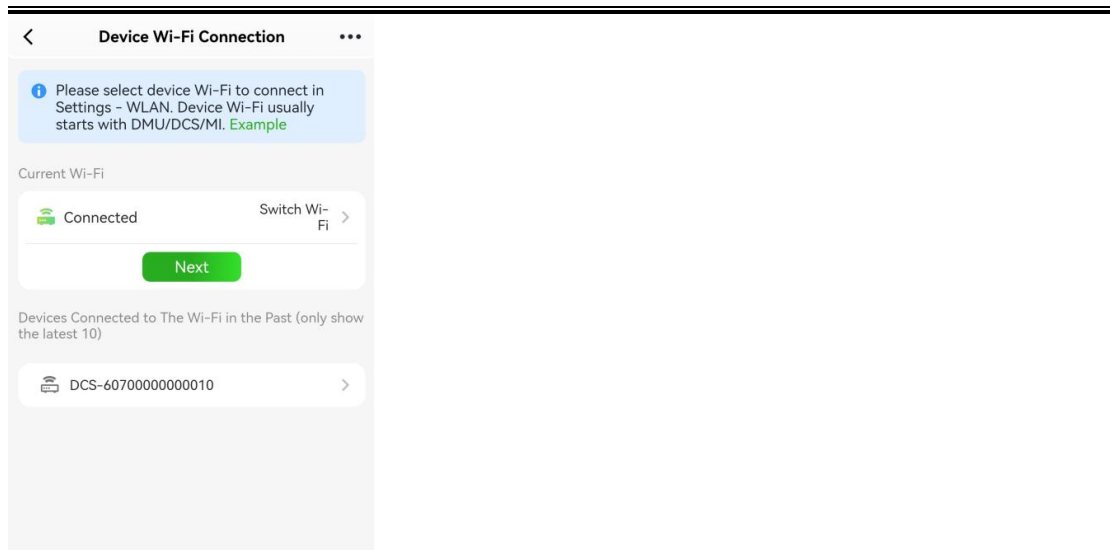 Device Wi-Fi Connection
Please select device Wi-Fi to connect in
Settings - WLAN. Device Wi-Fi usually
starts with DMU/DCS/MI. Example
Current Wi-Fi
Connected
Switch Wi-
Fi
Next
Devices Connected to The Wi-Fi in the Past (only show
the latest 10)
DCS-60700000000010